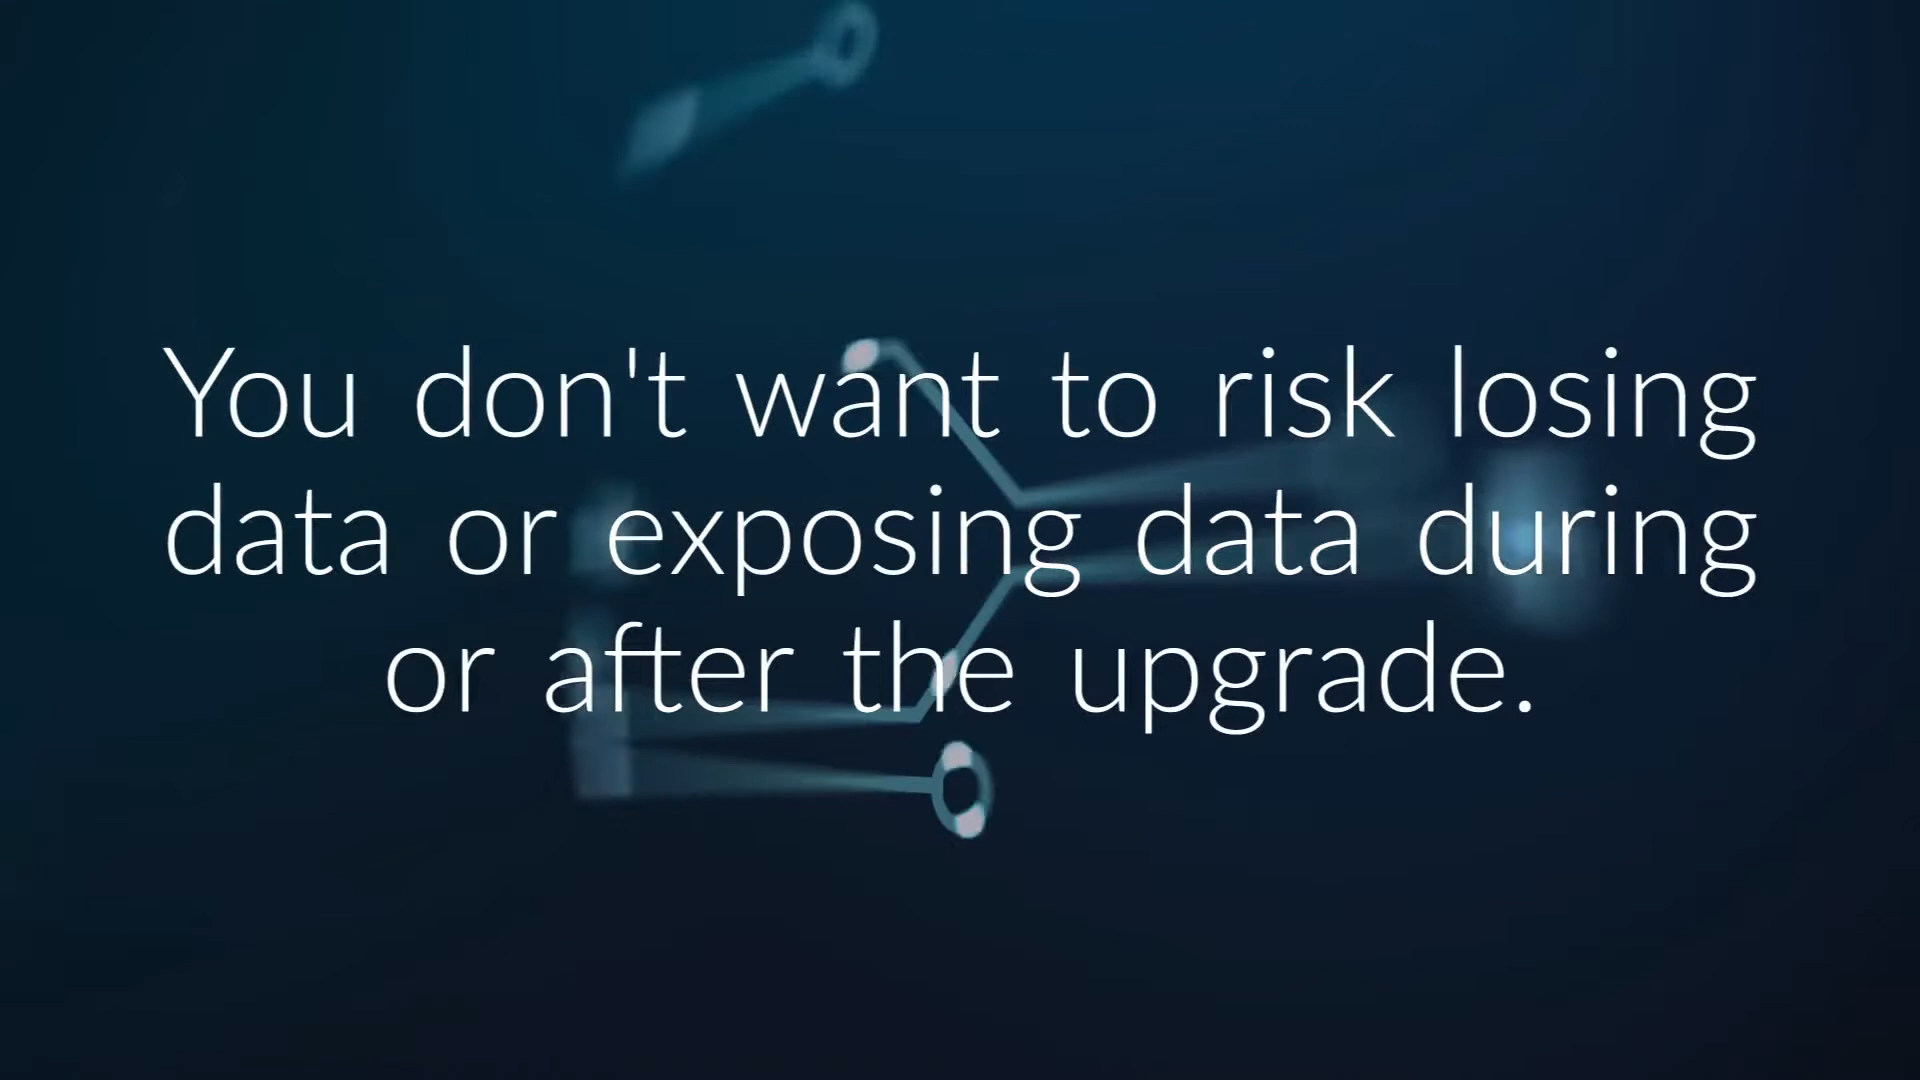 You don't want to risk losing
data or exposing data during
or after the upgrade.